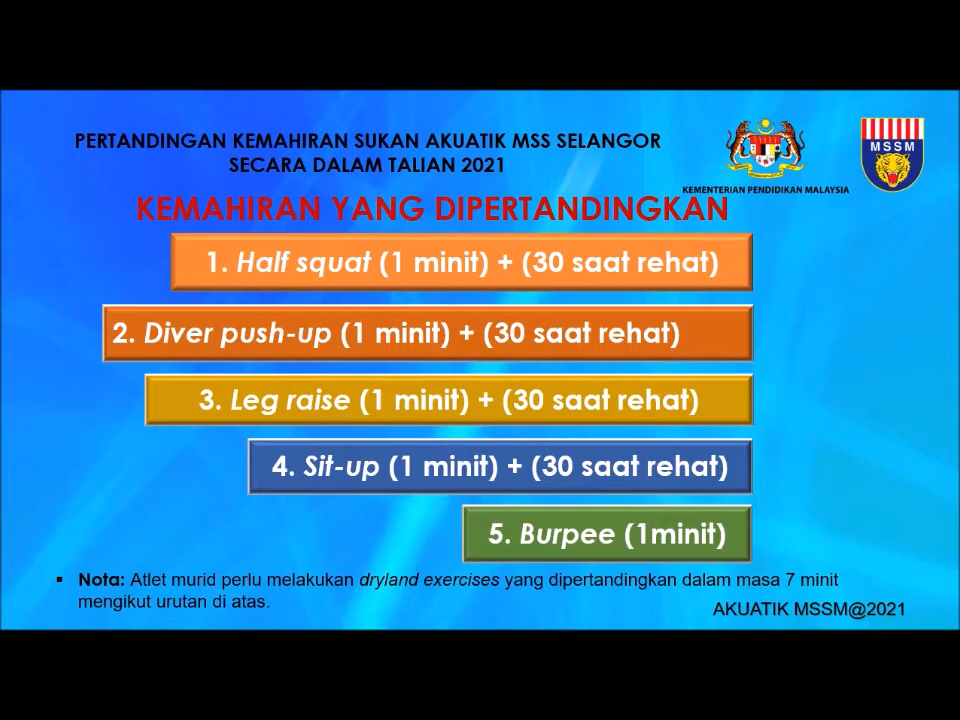 PERTANDINGAN KEMAHIRAN SUKAN AKUATIK MSS SELANGOR
SECARA DALAM TALIAN 2021
KEMENTERIAN PENDIDIKAN MALAYSIA
MSSM
KEMAHIRAN YANG DIPERTANDINGKAN
1. Half squat (1 minit) + (30 saat rehat)
2. Diver push-up (1 minit) + (30 saat rehat)
3. Leg raise (1 minit) + (30 saat rehat)
4. Sit-up (1 minit) + (30 saat rehat)
5. Burpee (1minit)
▪ Nota: Atlet murid perlu melakukan dryland exercises yang dipertandingkan dalam masa 7 minit
mengikut urutan di atas.
AKUATIK MSSM@2021